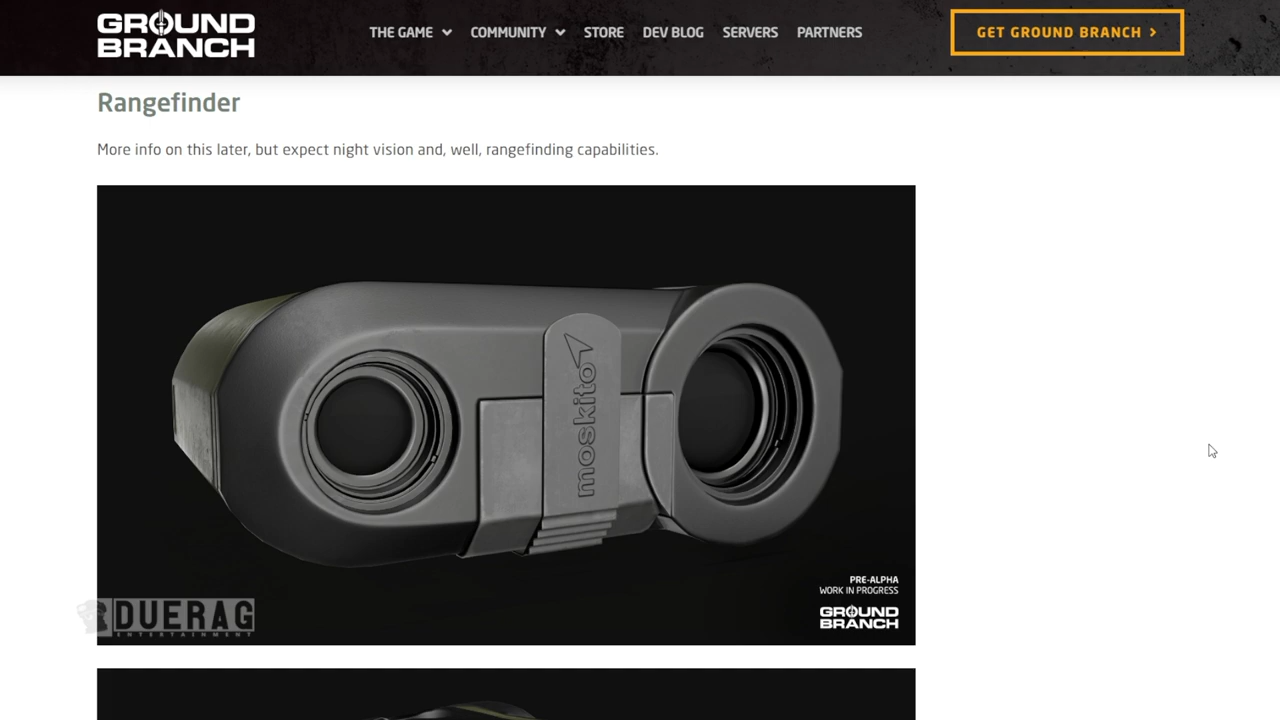 GROUND
BRANCH
THE GAME
COMMUNITY
STORE
DEV BLOG
SERVERS
PARTNERS
GET GROUND BRANCH >
Rangefinder
More info on this later, but expect night vision and, well, rangefinding capabilities.
moskito
PRE-ALPHA
WORK IN PROGRESS
GROUND
BRANCH
DUERAG
ENTERTAINMENT